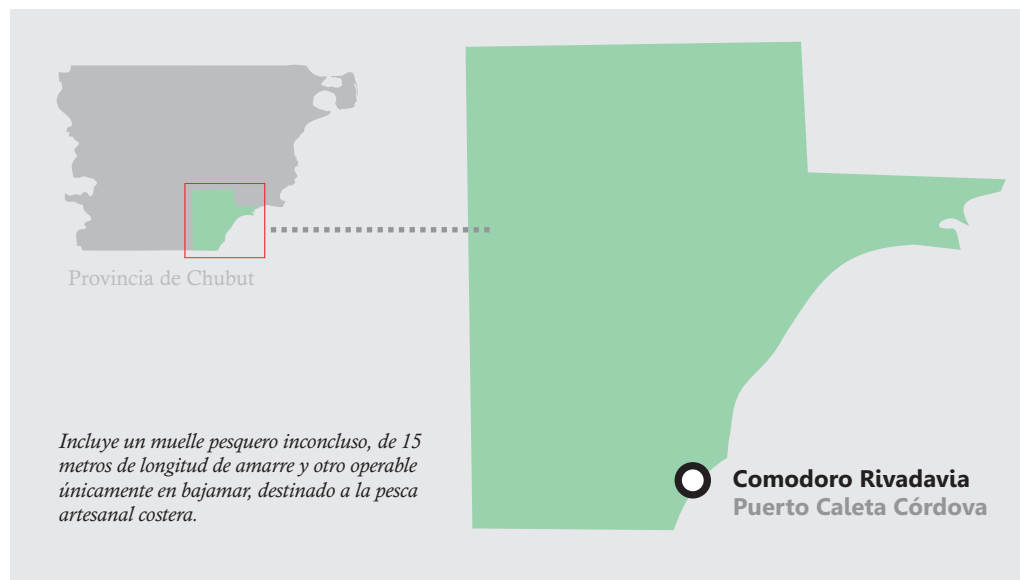 Provincia de Chubut
Incluye un muelle pesquero inconcluso, de 15
metros de longitud de amarre y otro operable
únicamente en bajamar, destinado a la pesca
artesanal costera.
Comodoro Rivadavia
Puerto Caleta Córdova